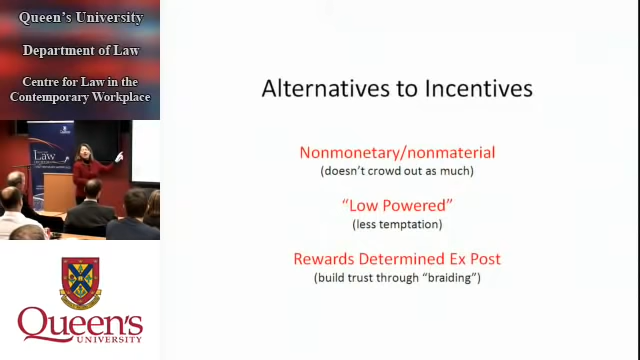 Queen's University
Department of Law
Centre for Law in the
Contemporary Workplace
Law
Queen's
UNIVERSITY
Alternatives to Incentives
Nonmonetary/nonmaterial
(doesn't crowd out as much)
“Low Powered”
(less temptation)
Rewards Determined Ex Post
(build trust through “braiding”)